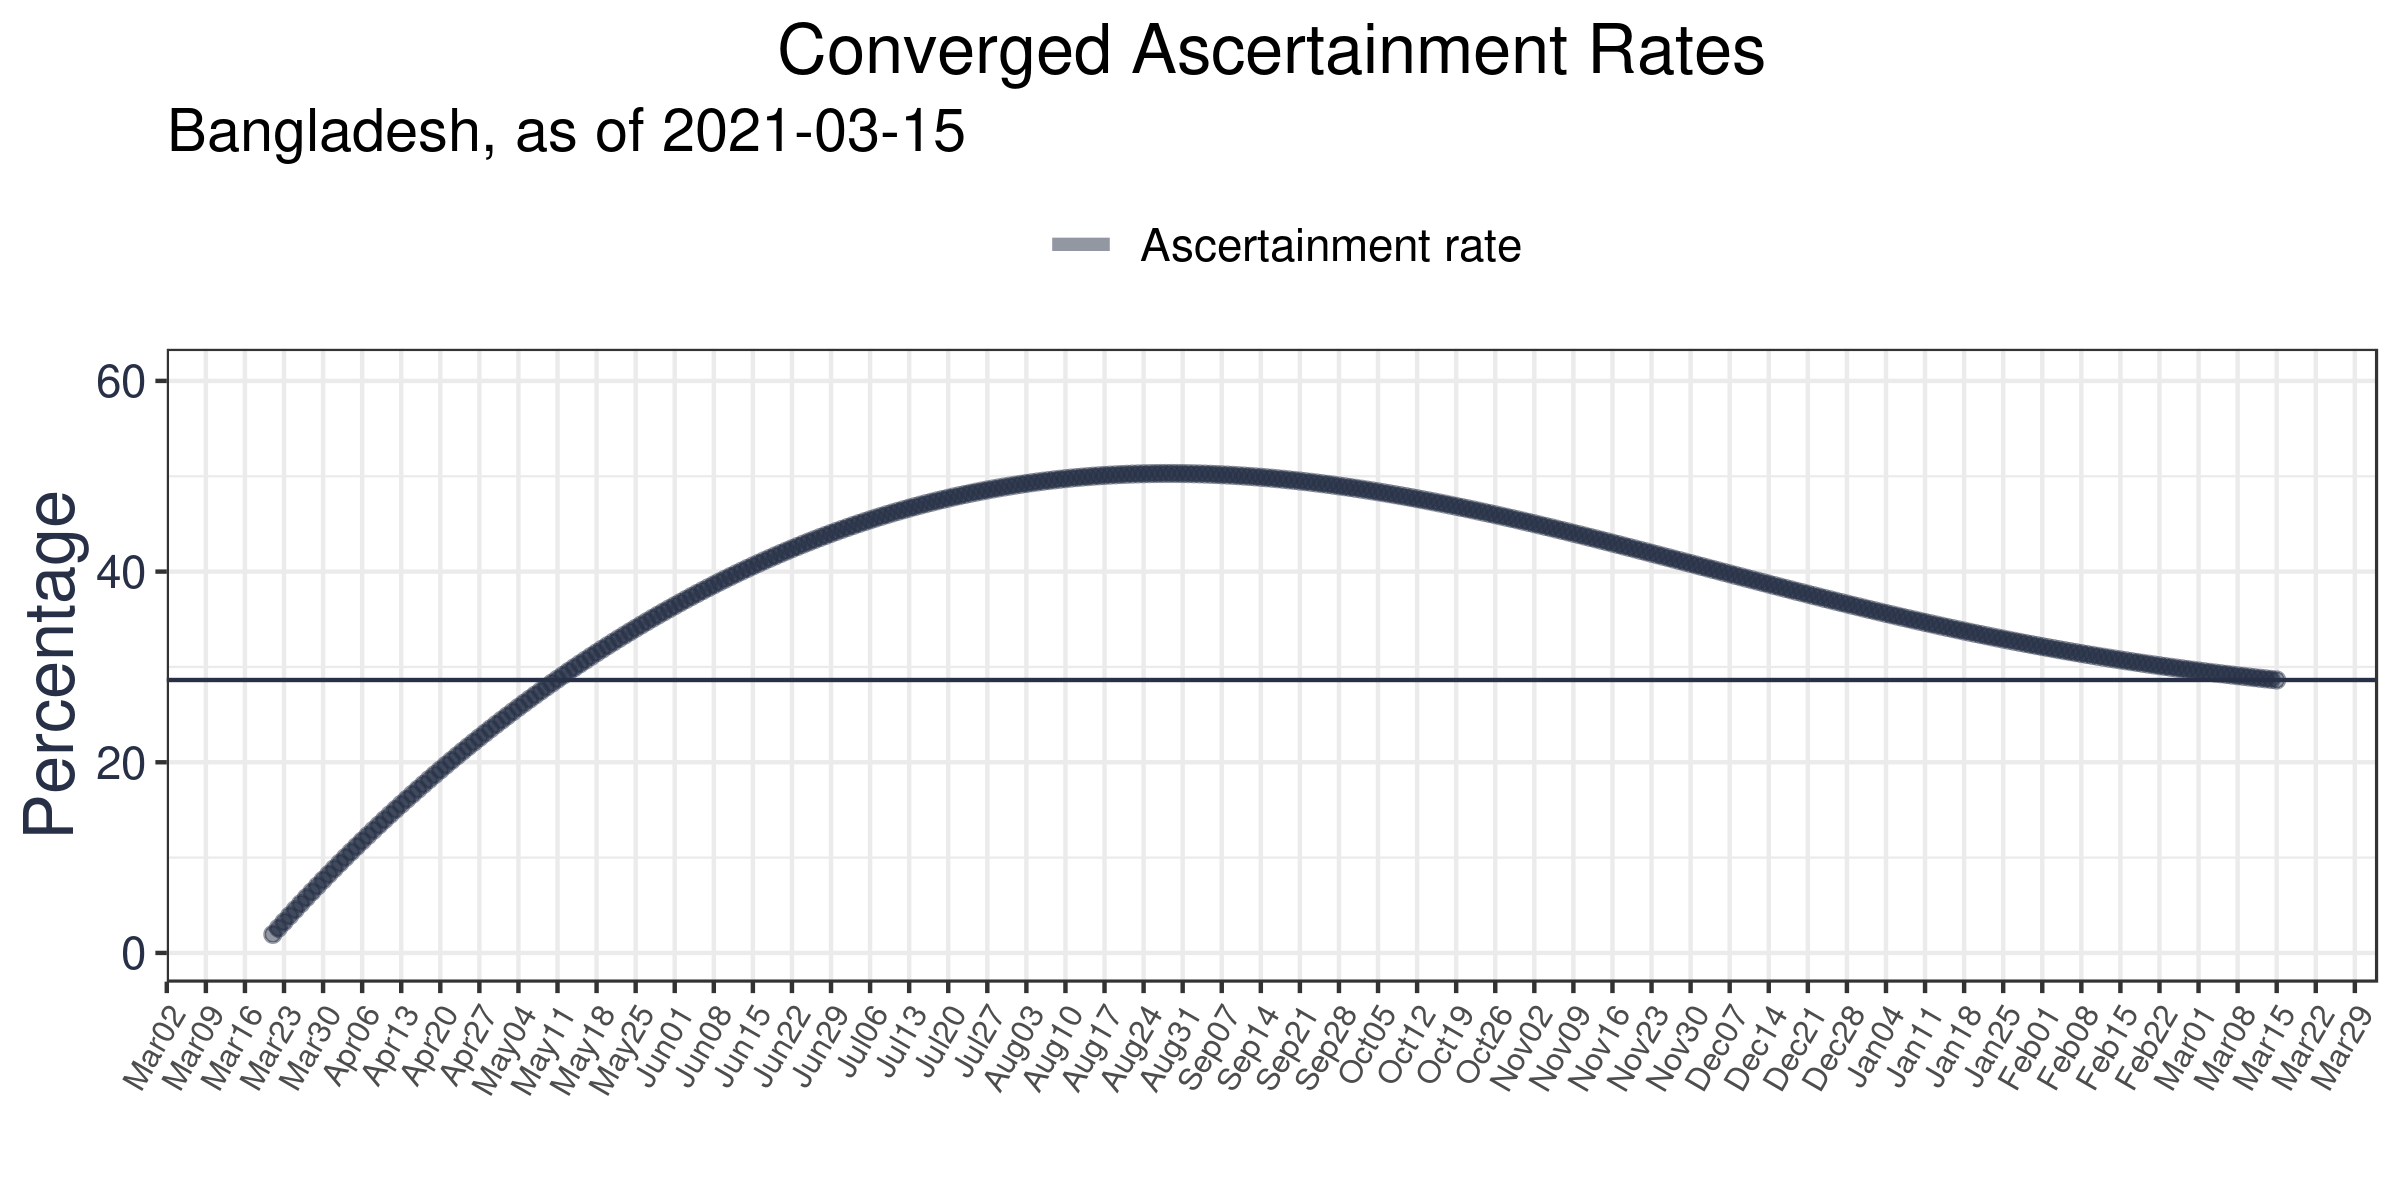 Converged Ascertainment Rates
Bangladesh, as of 2021-03-15
Ascertainment rate
Percentage
60
40
20
0
Mar02
Mar09
Mar16
Mar23
Mar30
Apr06
Apr13
Apr20
Apr27
May04
May11
May18
May25
Jun01
Jun08
Jun15
Jun22
Jun29
Jul06
Jul13
Jul20
Jul27
Aug03
Aug10
Aug17
Aug24
Aug31
Sep07
Sep14
Sep21
Sep28
Oct05
Oct12
Oct19
Oct26
Nov02
Nov09
Nov16
Nov23
Nov30
Dec07
Dec14
Dec21
Dec28
Jan04
Jan11
Jan18
Jan25
Feb01
Feb08
Feb15
Feb22
Mar01
Mar08
Mar15
Mar22
Mar29